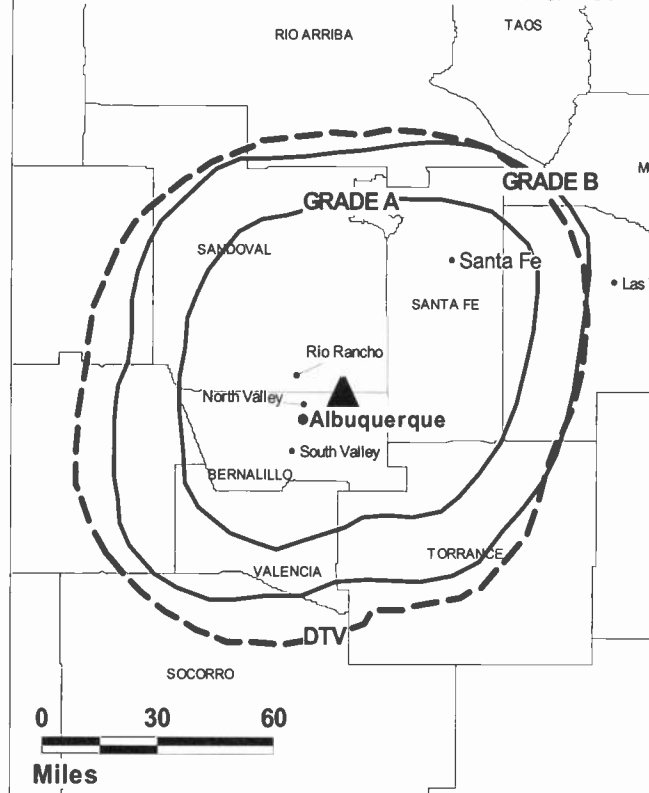 TAOS
RIO ARRIBA
M
GRADE B
GRADE A
SANDOVAL
Santa Fe
Las
SANTA FE
Rio Rancho
North Valley
Albuquerque
South Valley
BERNALILLO
TORRANCE
VALENCIA
DTV
SOCORRO
0 30 60
Miles